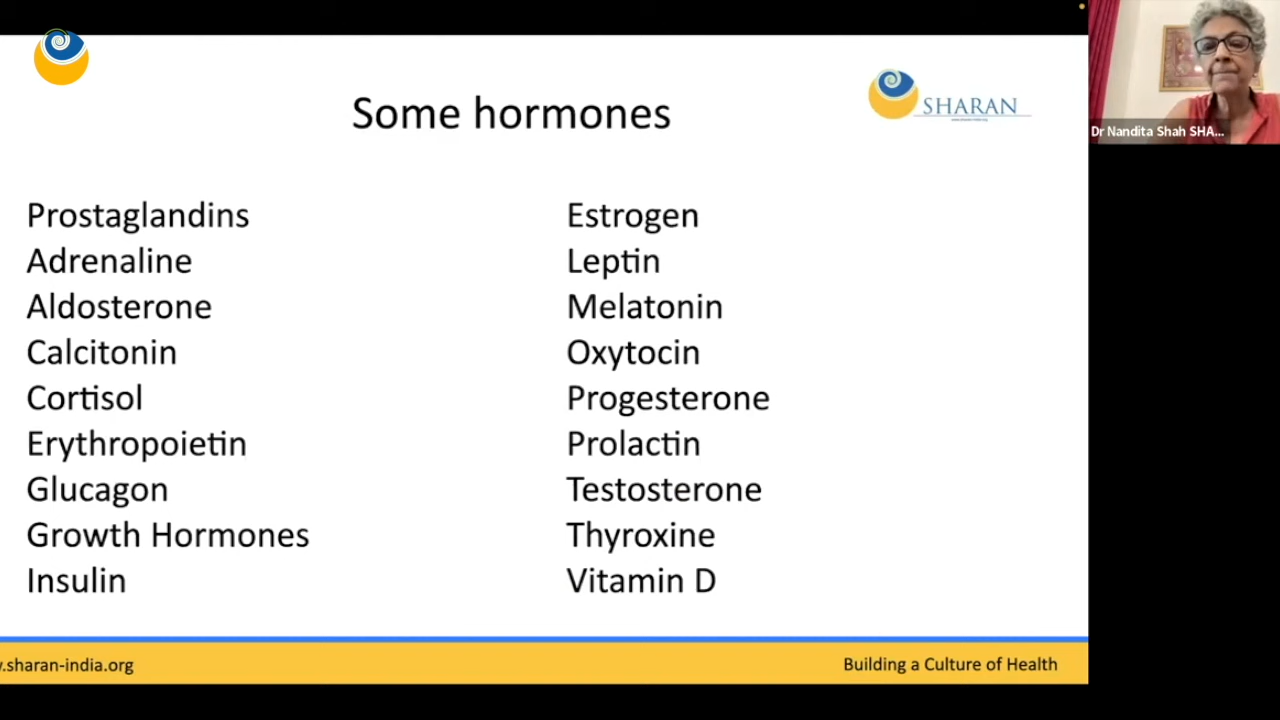 Some hormones
SHARAN
Dr Nandita Shah SHA...
Prostaglandins
Adrenaline
Aldosterone
Calcitonin
Cortisol
Erythropoietin
Glucagon
Growth Hormones
Insulin
Estrogen
Leptin
Melatonin
Oxytocin
Progesterone
Prolactin
Testosterone
Thyroxine
Vitamin D
.sharan-india.org
Building a Culture of Health